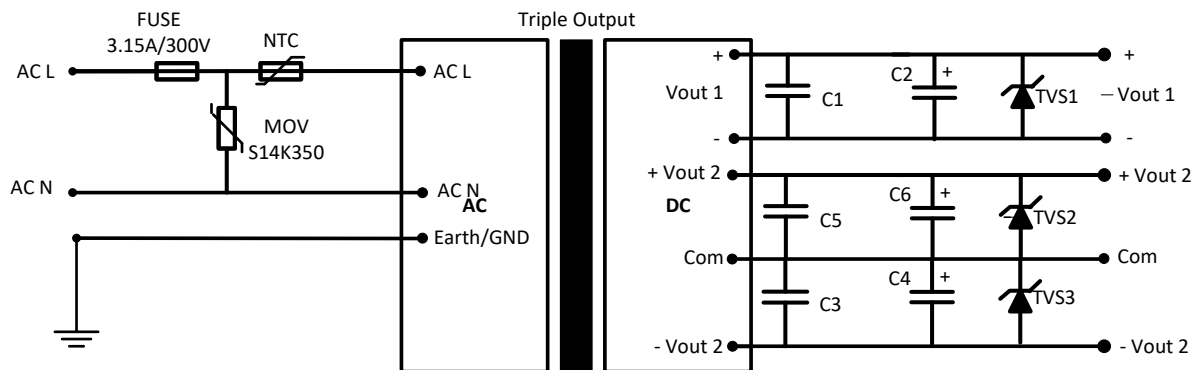 Triple Output
FUSE
3.15A/300V
NTC
AC L
AC L
MOV
S14K350
AC N
AC N
AC
Earth/GND
+
Vout 1
-
+ Vout 2
DC
Com
- Vout 2
C1
C2
+
TVS1
+
Vout 1
-
C5
C6
+
TVS2
+ Vout 2
Com
C3
C4
+
TVS3
- Vout 2